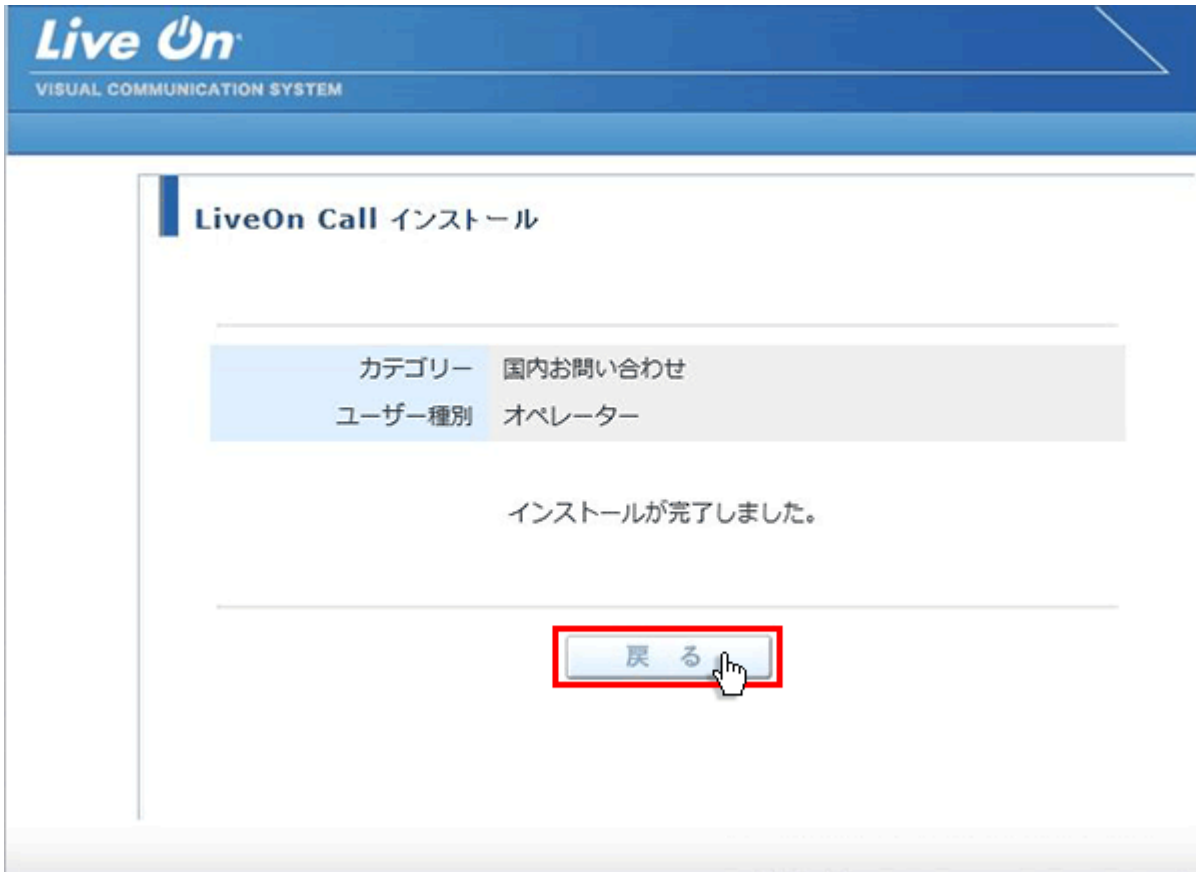 Live On
VISUAL COMMUNICATION SYSTEM
LiveOn Call インストール
カテゴリー 国内お問い合わせ
ユーザー種別 オペレーター
インストールが完了しました。
戻 る